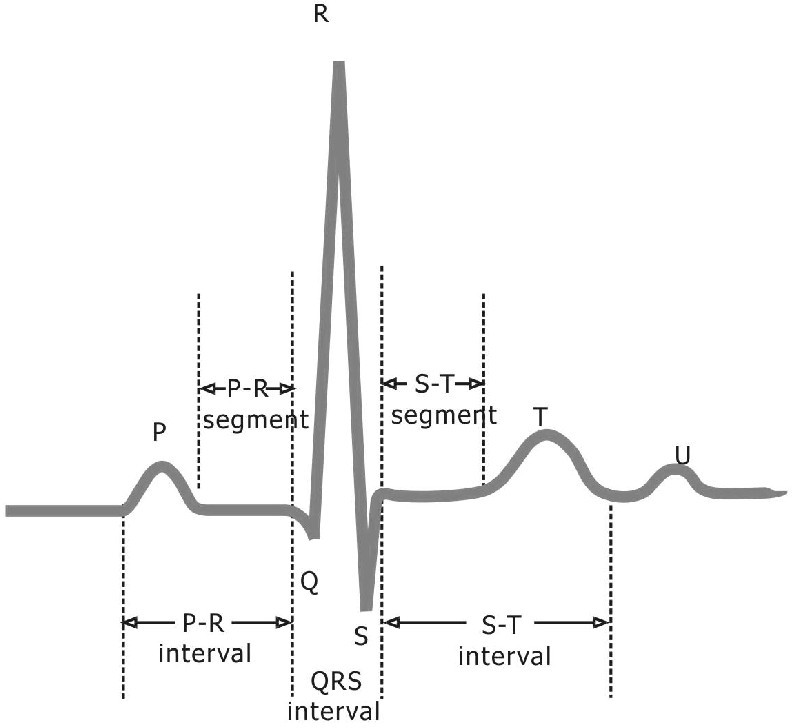 R
P-R
segment
S-T
segment
P
T
U
Q
P-R
interval
S
S-T
interval
QRS
interval